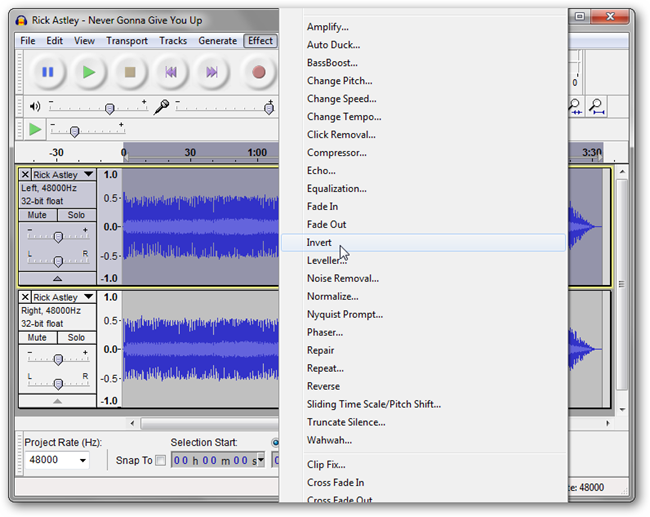 Rick Astley - Never Gonna Give You Up
File Edit View Transport Tracks Generate Effect
Amplify...
Auto Duck...
BassBoost...
Change Pitch...
Change Speed...
Change Tempo...
Click Removal...
Compressor...
Echo...
Equalization...
Fade In
Fade Out
Invert
Leveller...
Noise Removal...
Normalize...
Nyquist Prompt...
Phaser...
Repair
Repeat...
Reverse
Sliding Time Scale/Pitch Shift...
Truncate Silence...
Wahwah...
Clip Fix...
Cross Fade In
Cross Fade Out
0
- + - +
- +
-30 0 30 1:00 3:30
Rick Astley 1.0
Left, 48000Hz
32-bit float 0.5
Mute Solo
- + 0.0
L R -0.5
-1.0
Rick Astley 1.0
Right, 48000Hz
32-bit float 0.5
Mute Solo
- + 0.0
L R -0.5
-1.0
Project Rate (Hz): Selection Start:
48000 Snap To 00 h 00 m 00 s
48000